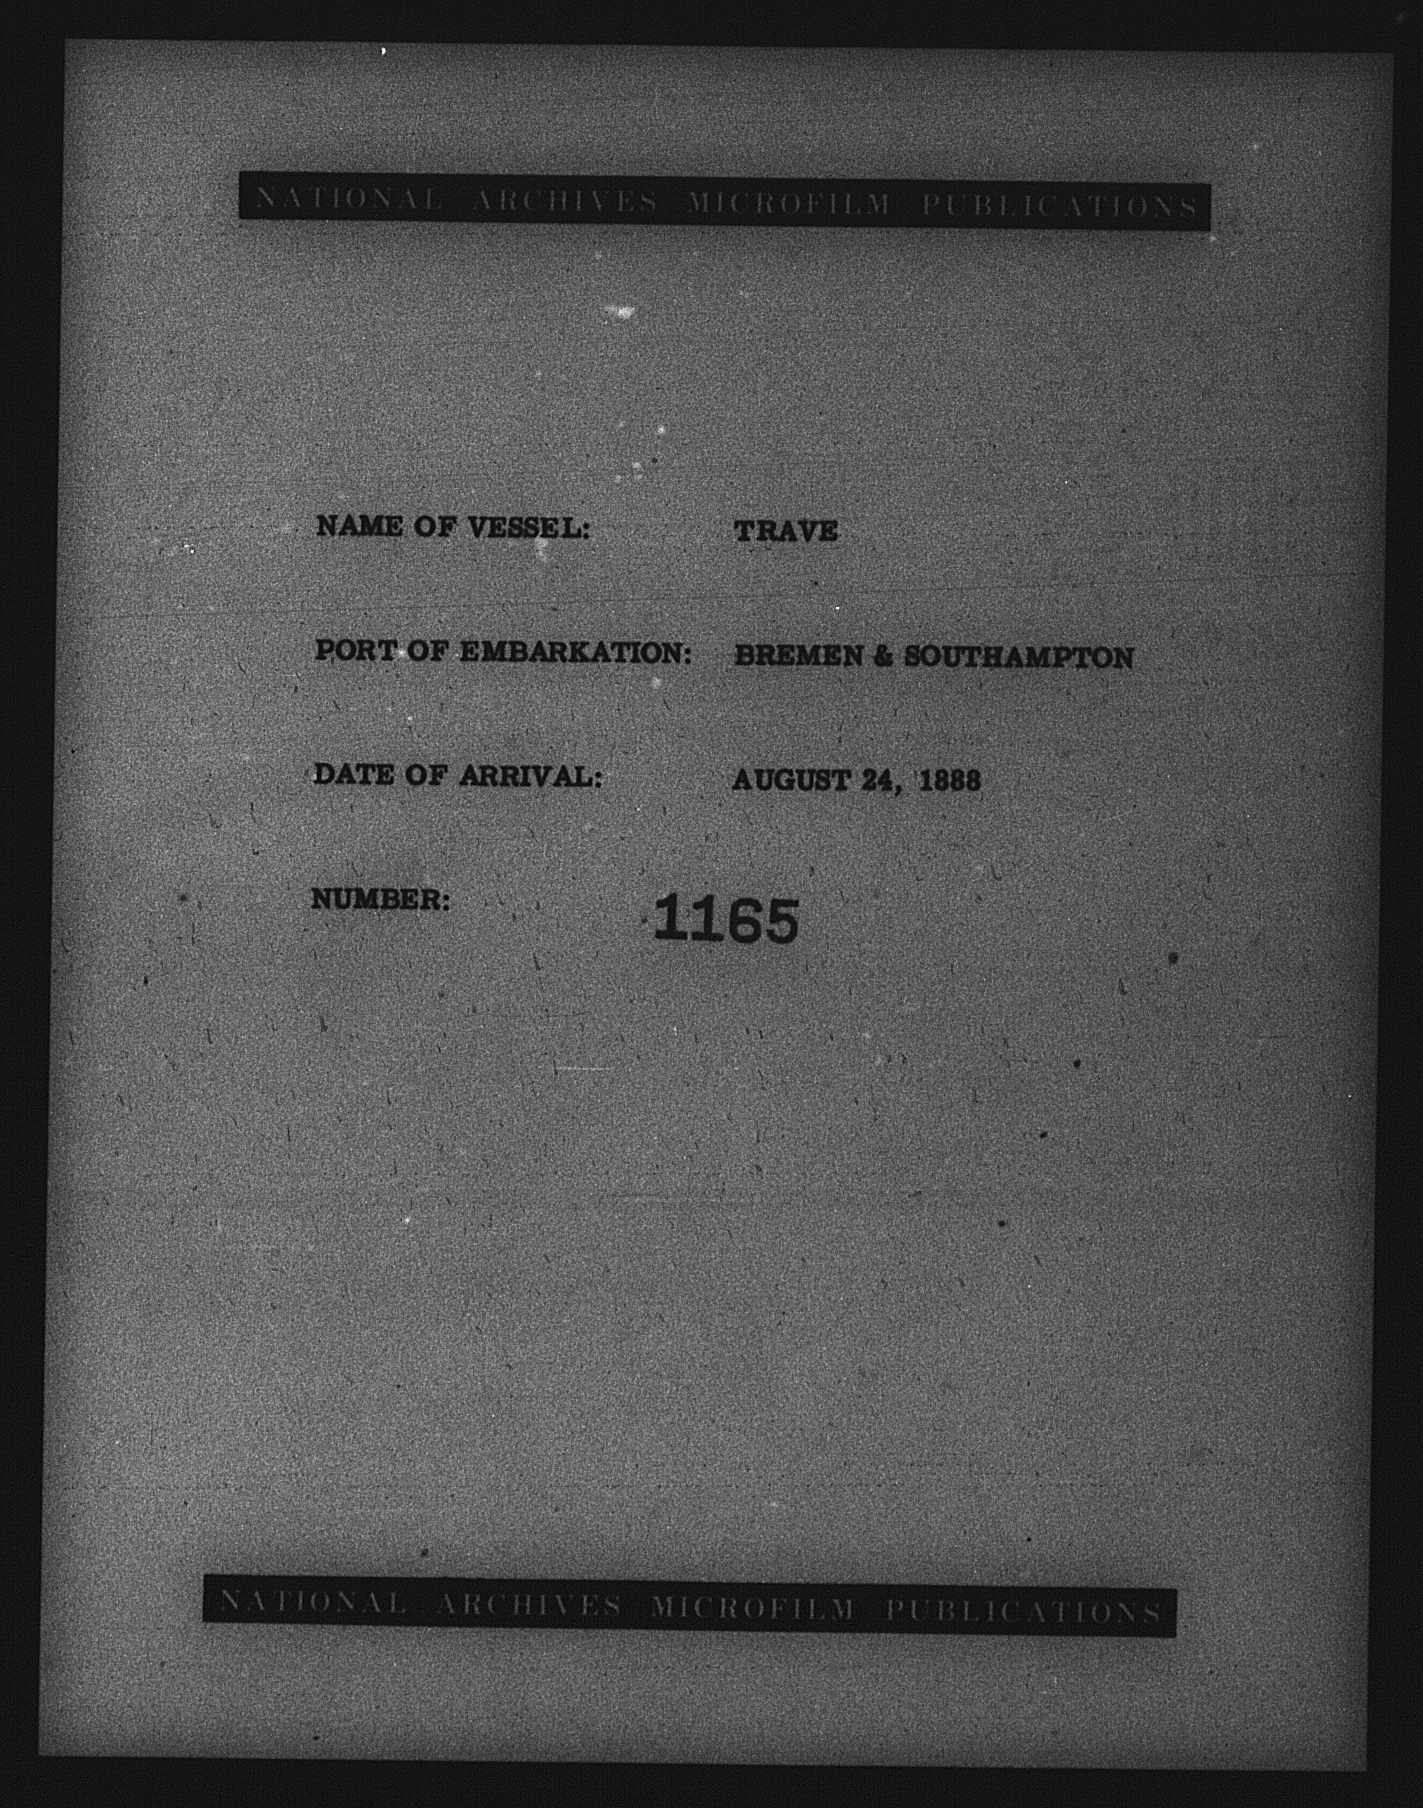 NATIONAL ARCHIVES MICROFILM PUBLICATIONS
NAME OF VESSEL: TRAVE
PORT OF EMBARKATION: BREMEN & SOUTHAMPTON
DATE OF ARRIVAL: AUGUST 24, 1888
NUMBER: 1165
NATIONAL ARCHIVES MICROFILM PUBLICATIONS